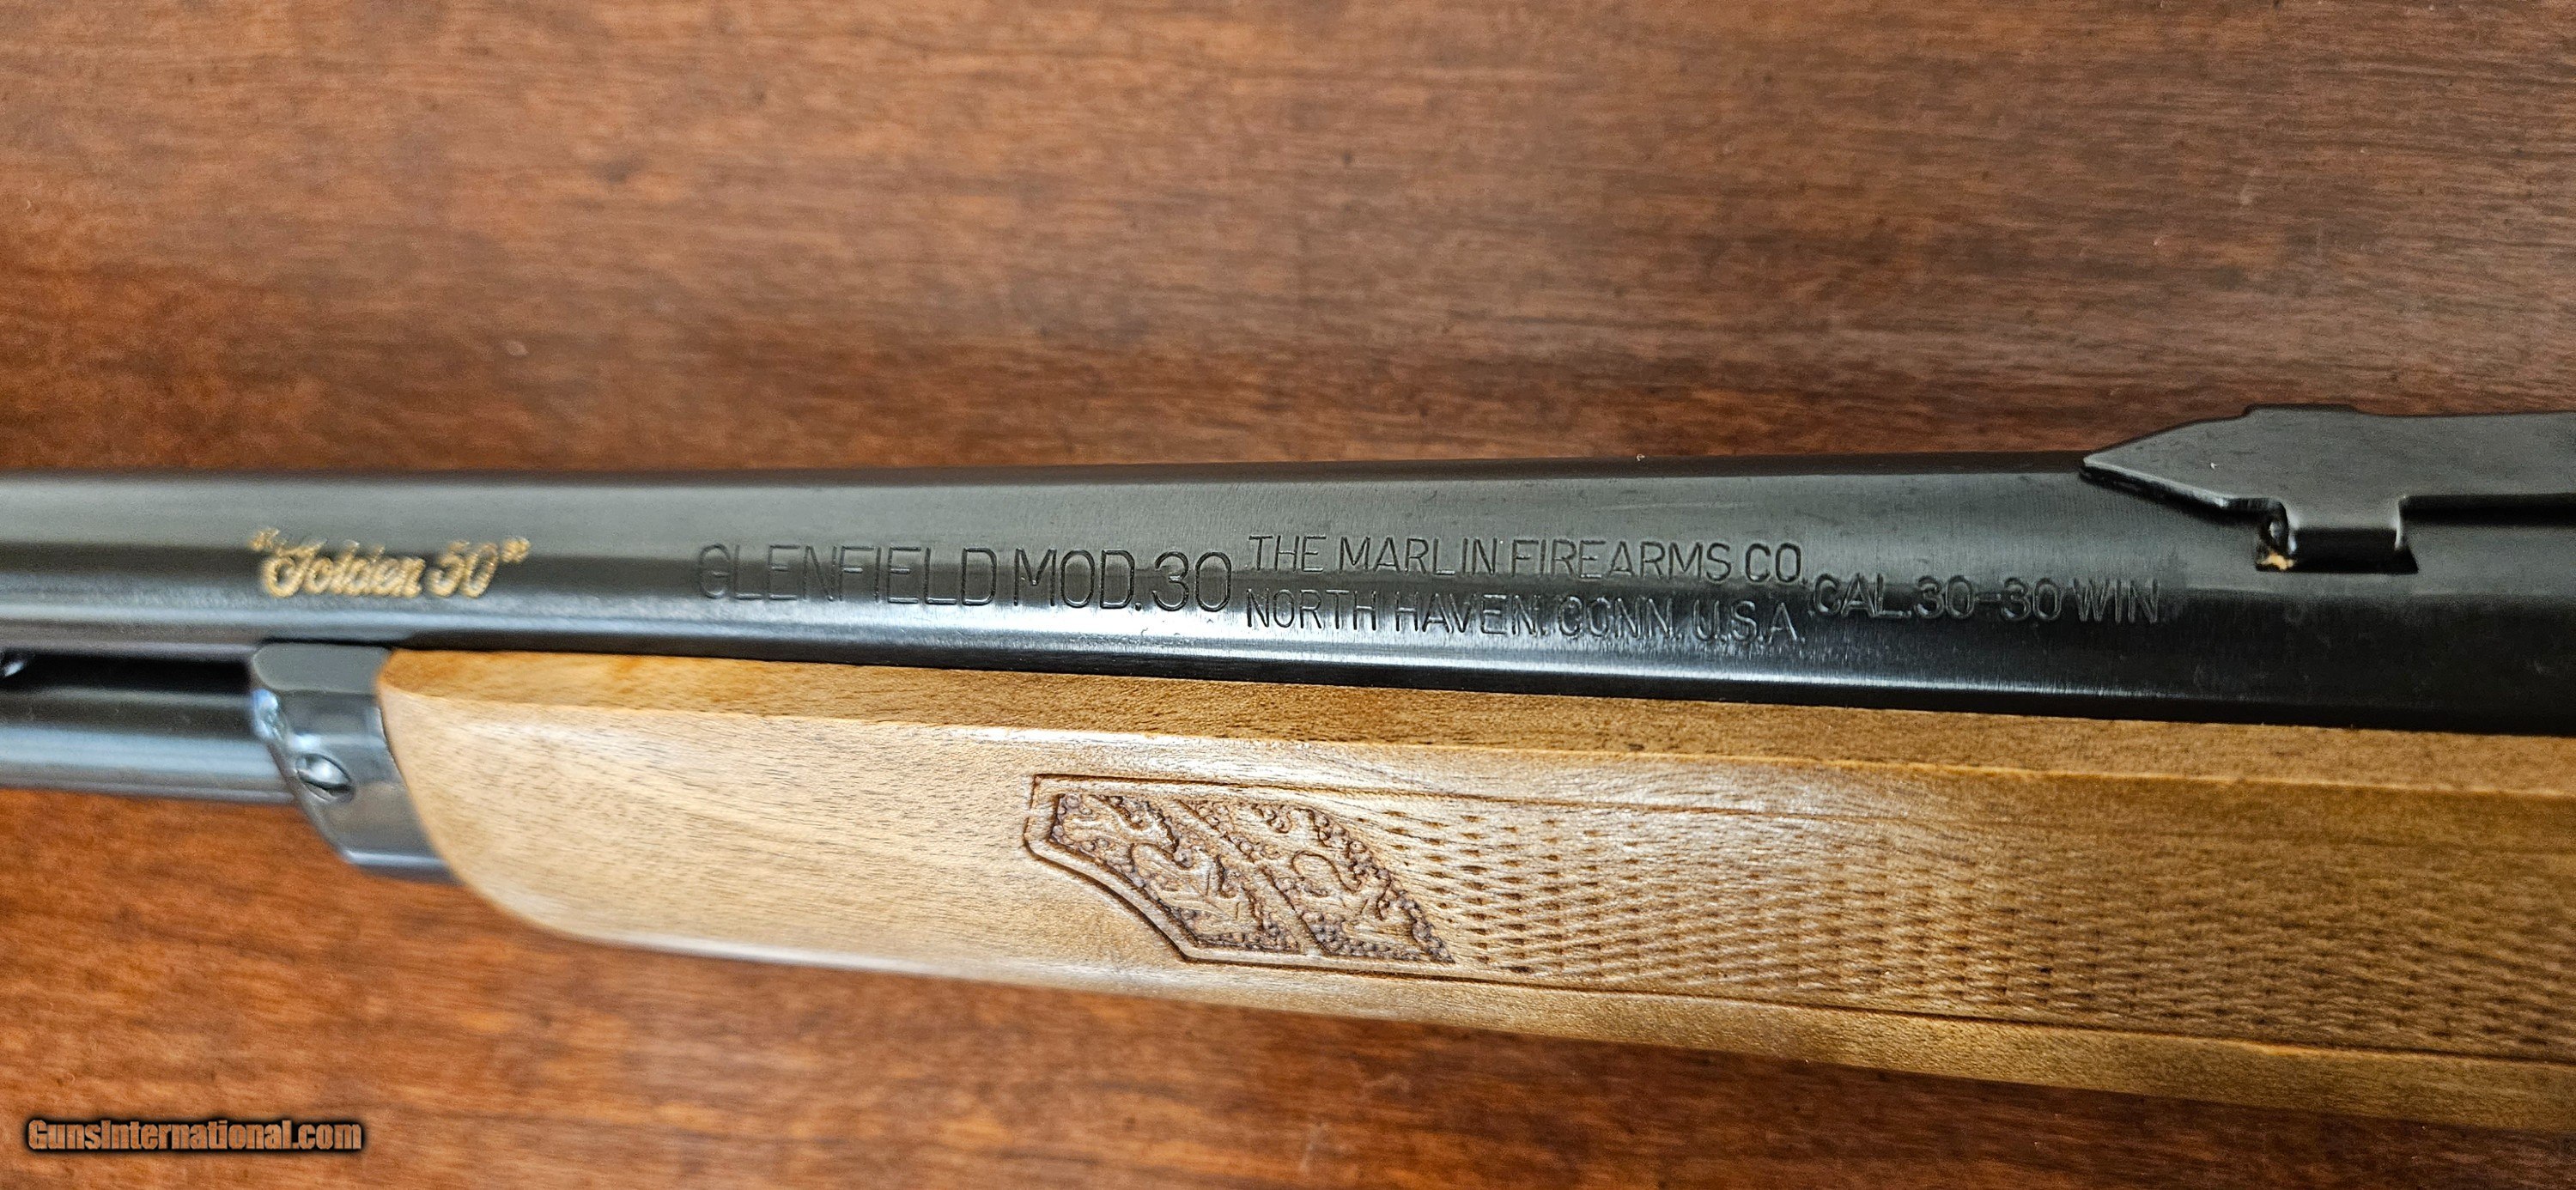 "Golden 50"
GLENFIELD MOD. 30
THE MARLIN FIREARMS CO.
NORTH HAVEN, CONN. U.S.A.
CAL. 30-30 WIN.
GunsInternational.com